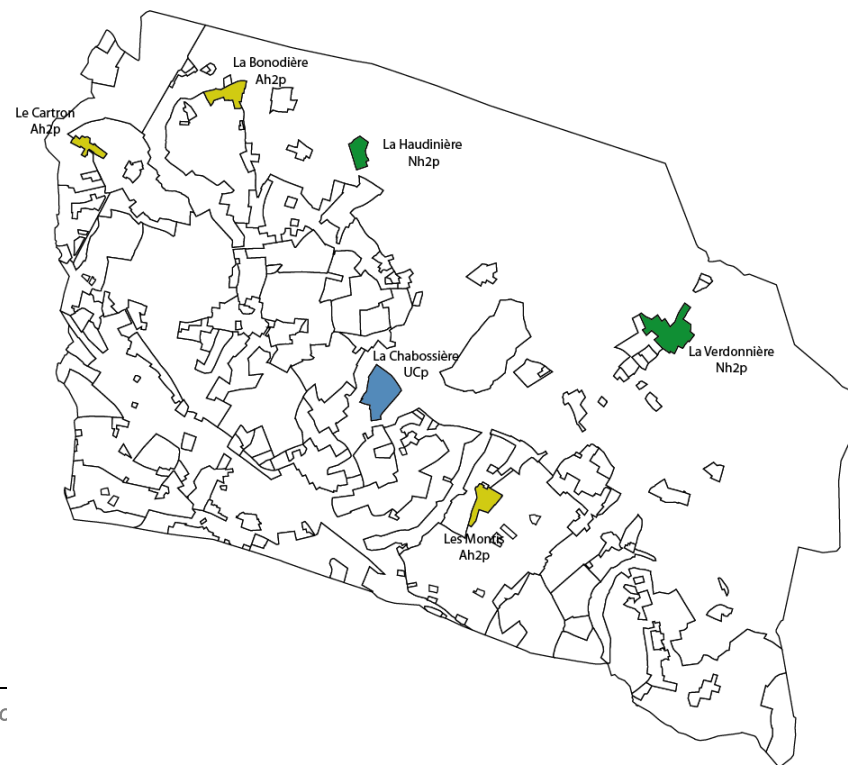 La Bonodière
Ah2p
Le Cartron
Ah2p
La Haudinière
Nh2p
La Verdonnière
Nh2p
La Chabossière
UCp
Les Montis
Ah2p